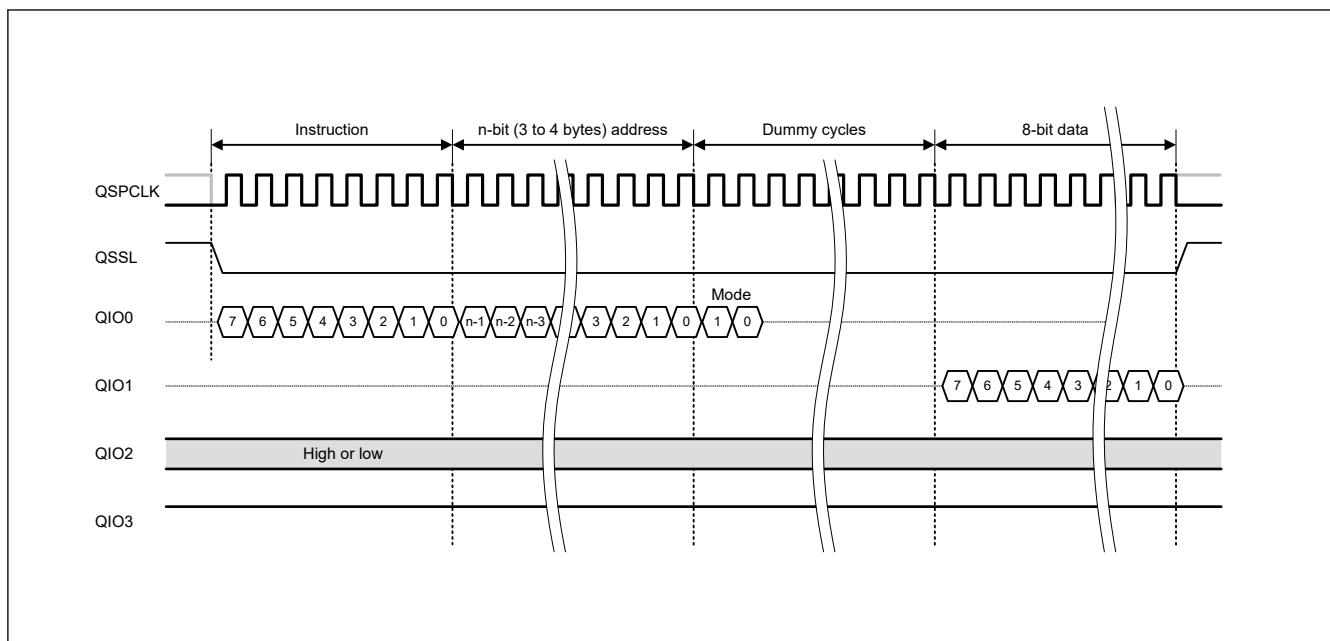 Instruction n-bit (3 to 4 bytes) address Dummy cycles 8-bit data
QSPCLK
QSSL
Mode
QIO0 7 6 5 4 3 2 1 0 n-1 n-2 n-3 3 2 1 0 1 0
QIO1 7 6 5 4 3 2 1 0
QIO2 High or low
QIO3